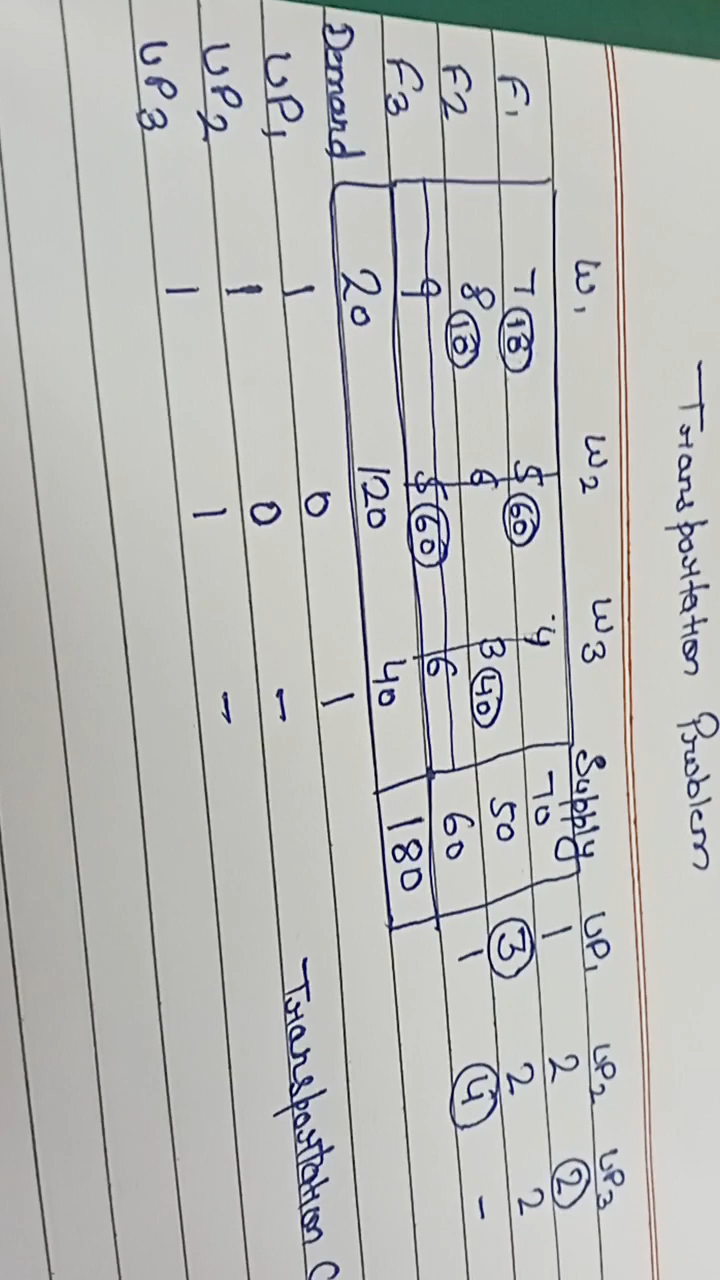 Transportation Problem
W1 W2 W3 Supply UP1 UP2 UP3
F1 7 (10) 5 (60) 4 70 1 2 (2)
F2 8 (10) 6 3 (40) 50 (3) 2 2
F3 9 5 (60) 6 60 1 (4) -
Demand 20 120 40 180
UP1 1 0 1
UP2 1 0 -
UP3 1 1 -
Transportation